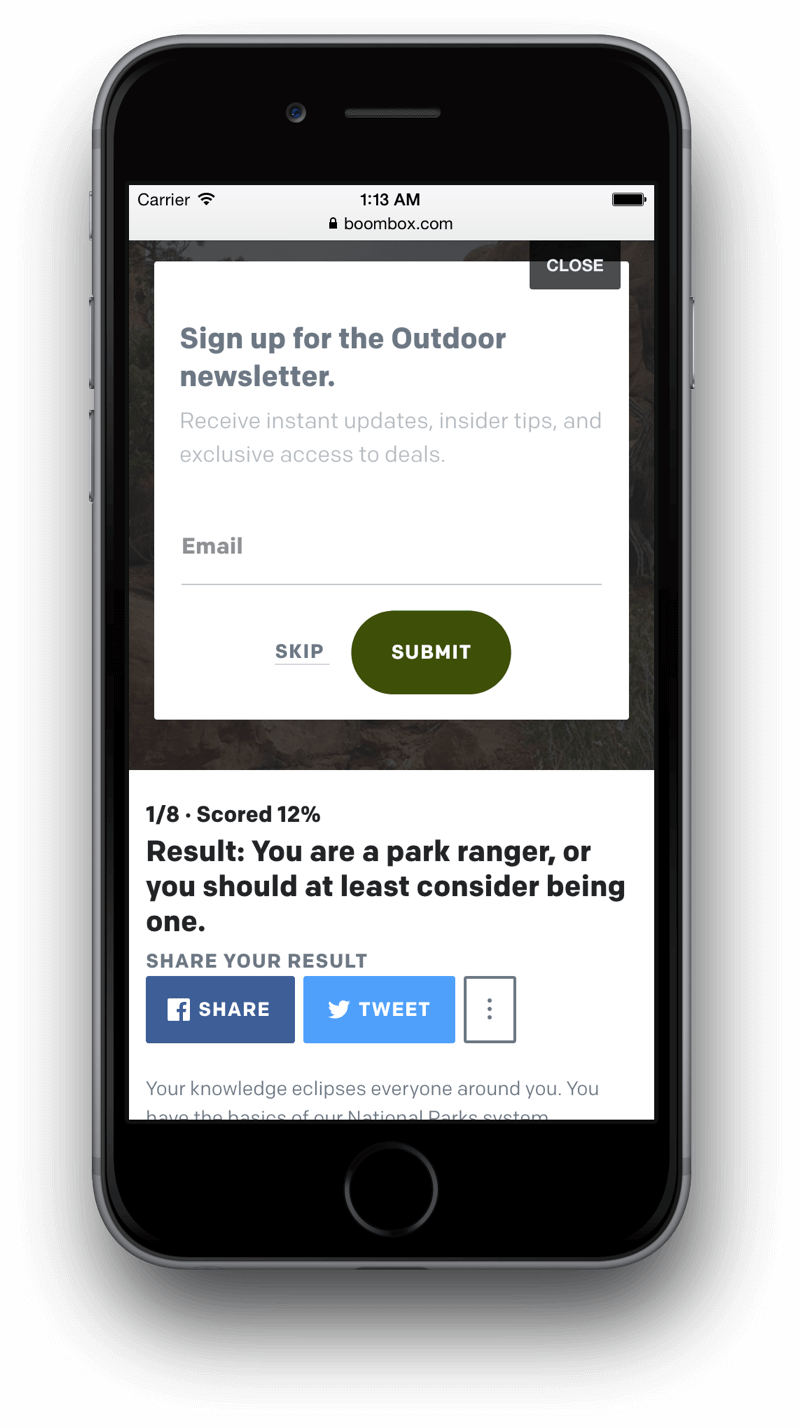 Carrier 1:13 AM
boombox.com
CLOSE
Sign up for the Outdoor
newsletter.
Receive instant updates, insider tips, and
exclusive access to deals.
Email
SKIP SUBMIT
1/8 · Scored 12%
Result: You are a park ranger, or
you should at least consider being
one.
SHARE YOUR RESULT
SHARE TWEET
Your knowledge eclipses everyone around you. You
have the basics of our National Parks system